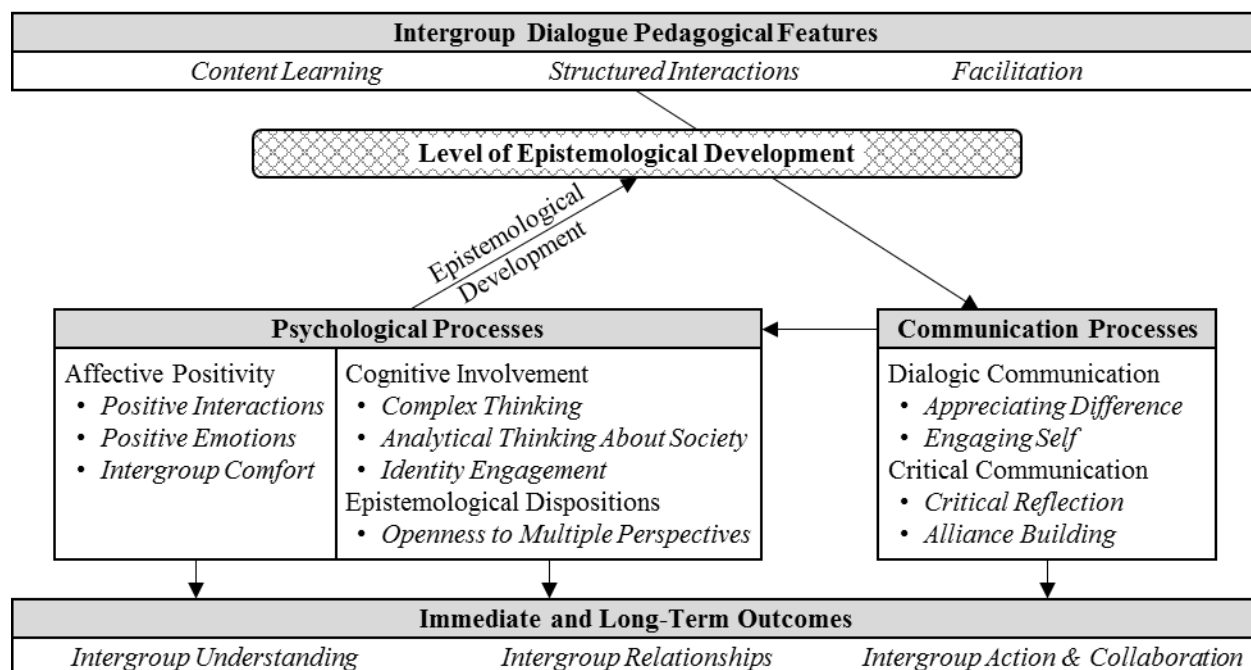 Intergroup Dialogue Pedagogical Features
Content Learning Structured Interactions Facilitation
Level of Epistemological Development
Epistemological
Development
Psychological Processes
Affective Positivity
• Positive Interactions
• Positive Emotions
• Intergroup Comfort
Cognitive Involvement
• Complex Thinking
• Analytical Thinking About Society
• Identity Engagement
Epistemological Dispositions
• Openness to Multiple Perspectives
Communication Processes
Dialogic Communication
• Appreciating Difference
• Engaging Self
Critical Communication
• Critical Reflection
• Alliance Building
Immediate and Long-Term Outcomes
Intergroup Understanding Intergroup Relationships Intergroup Action & Collaboration